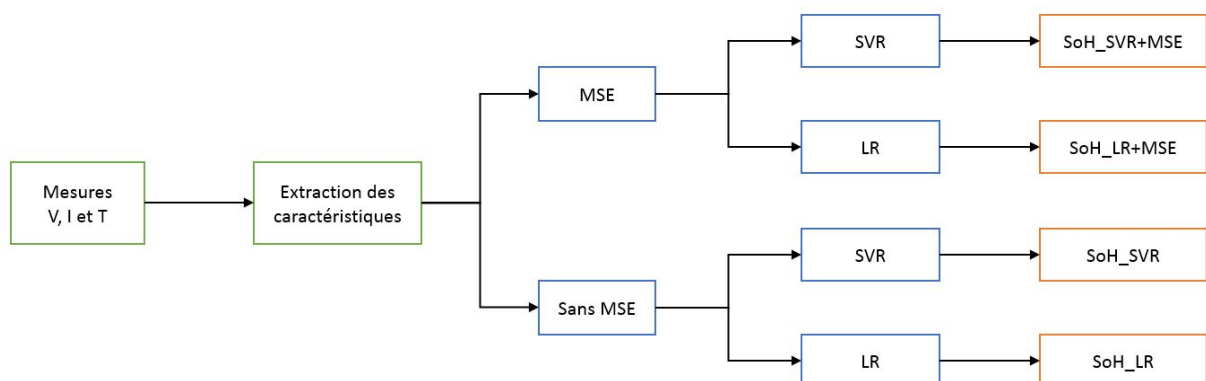 Mesures
V, I et T
Extraction des
caractéristiques
MSE
SVR
SoH_SVR+MSE
LR
SoH_LR+MSE
Sans MSE
SVR
SoH_SVR
LR
SoH_LR